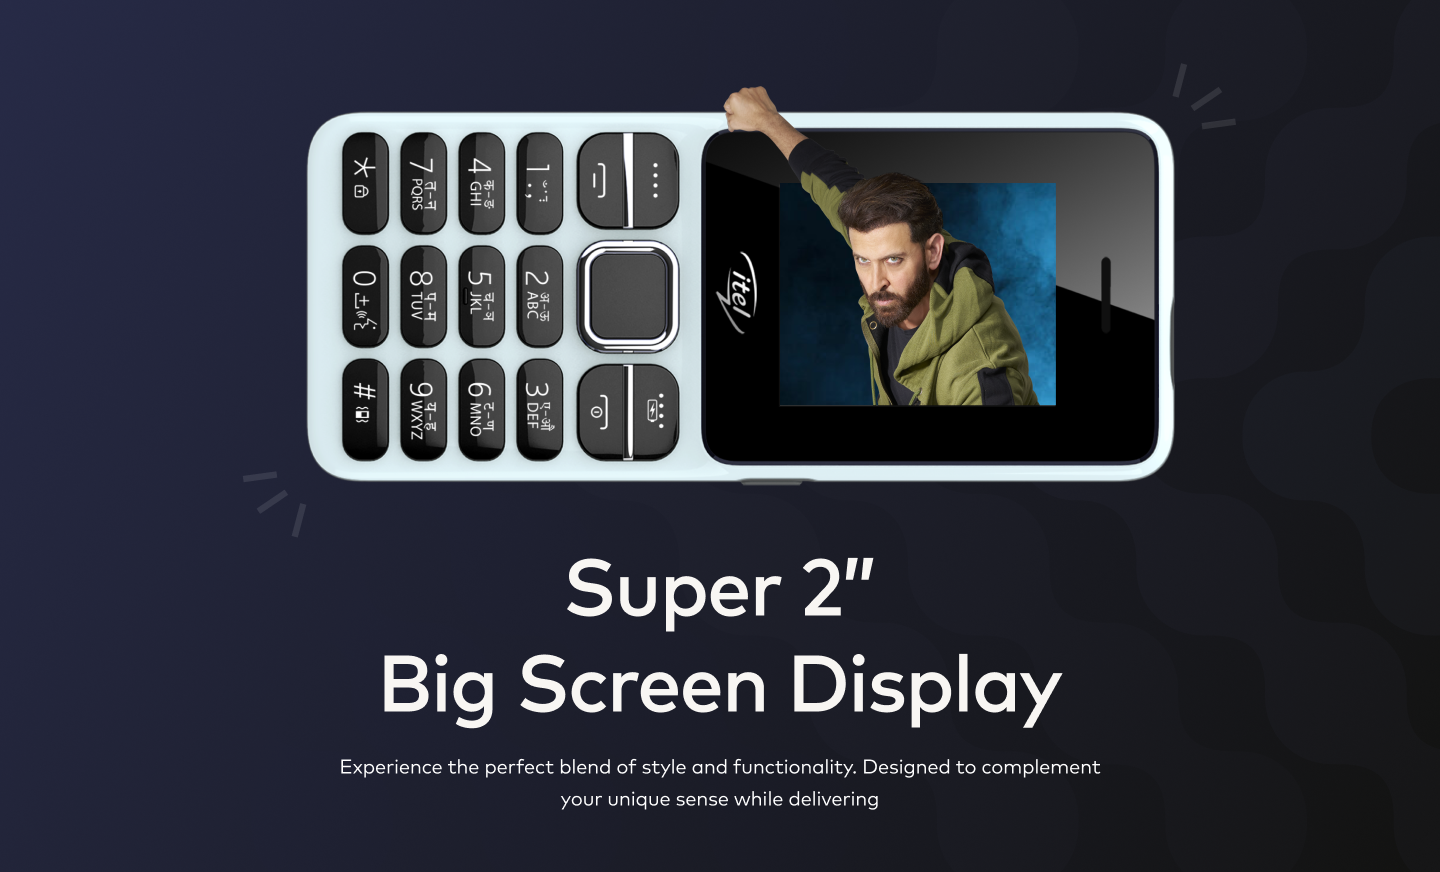 itel
1 . , ?
2 ABC अ-क
3 DEF ए-औ
4 GHI क-ङ
5 JKL च-ञ
6 MNO ट-ण
7 PQRS त-न
8 TUV प-म
9 WXYZ य-ह
*
0
#
Super 2”
Big Screen Display
Experience the perfect blend of style and functionality. Designed to complement
your unique sense while delivering